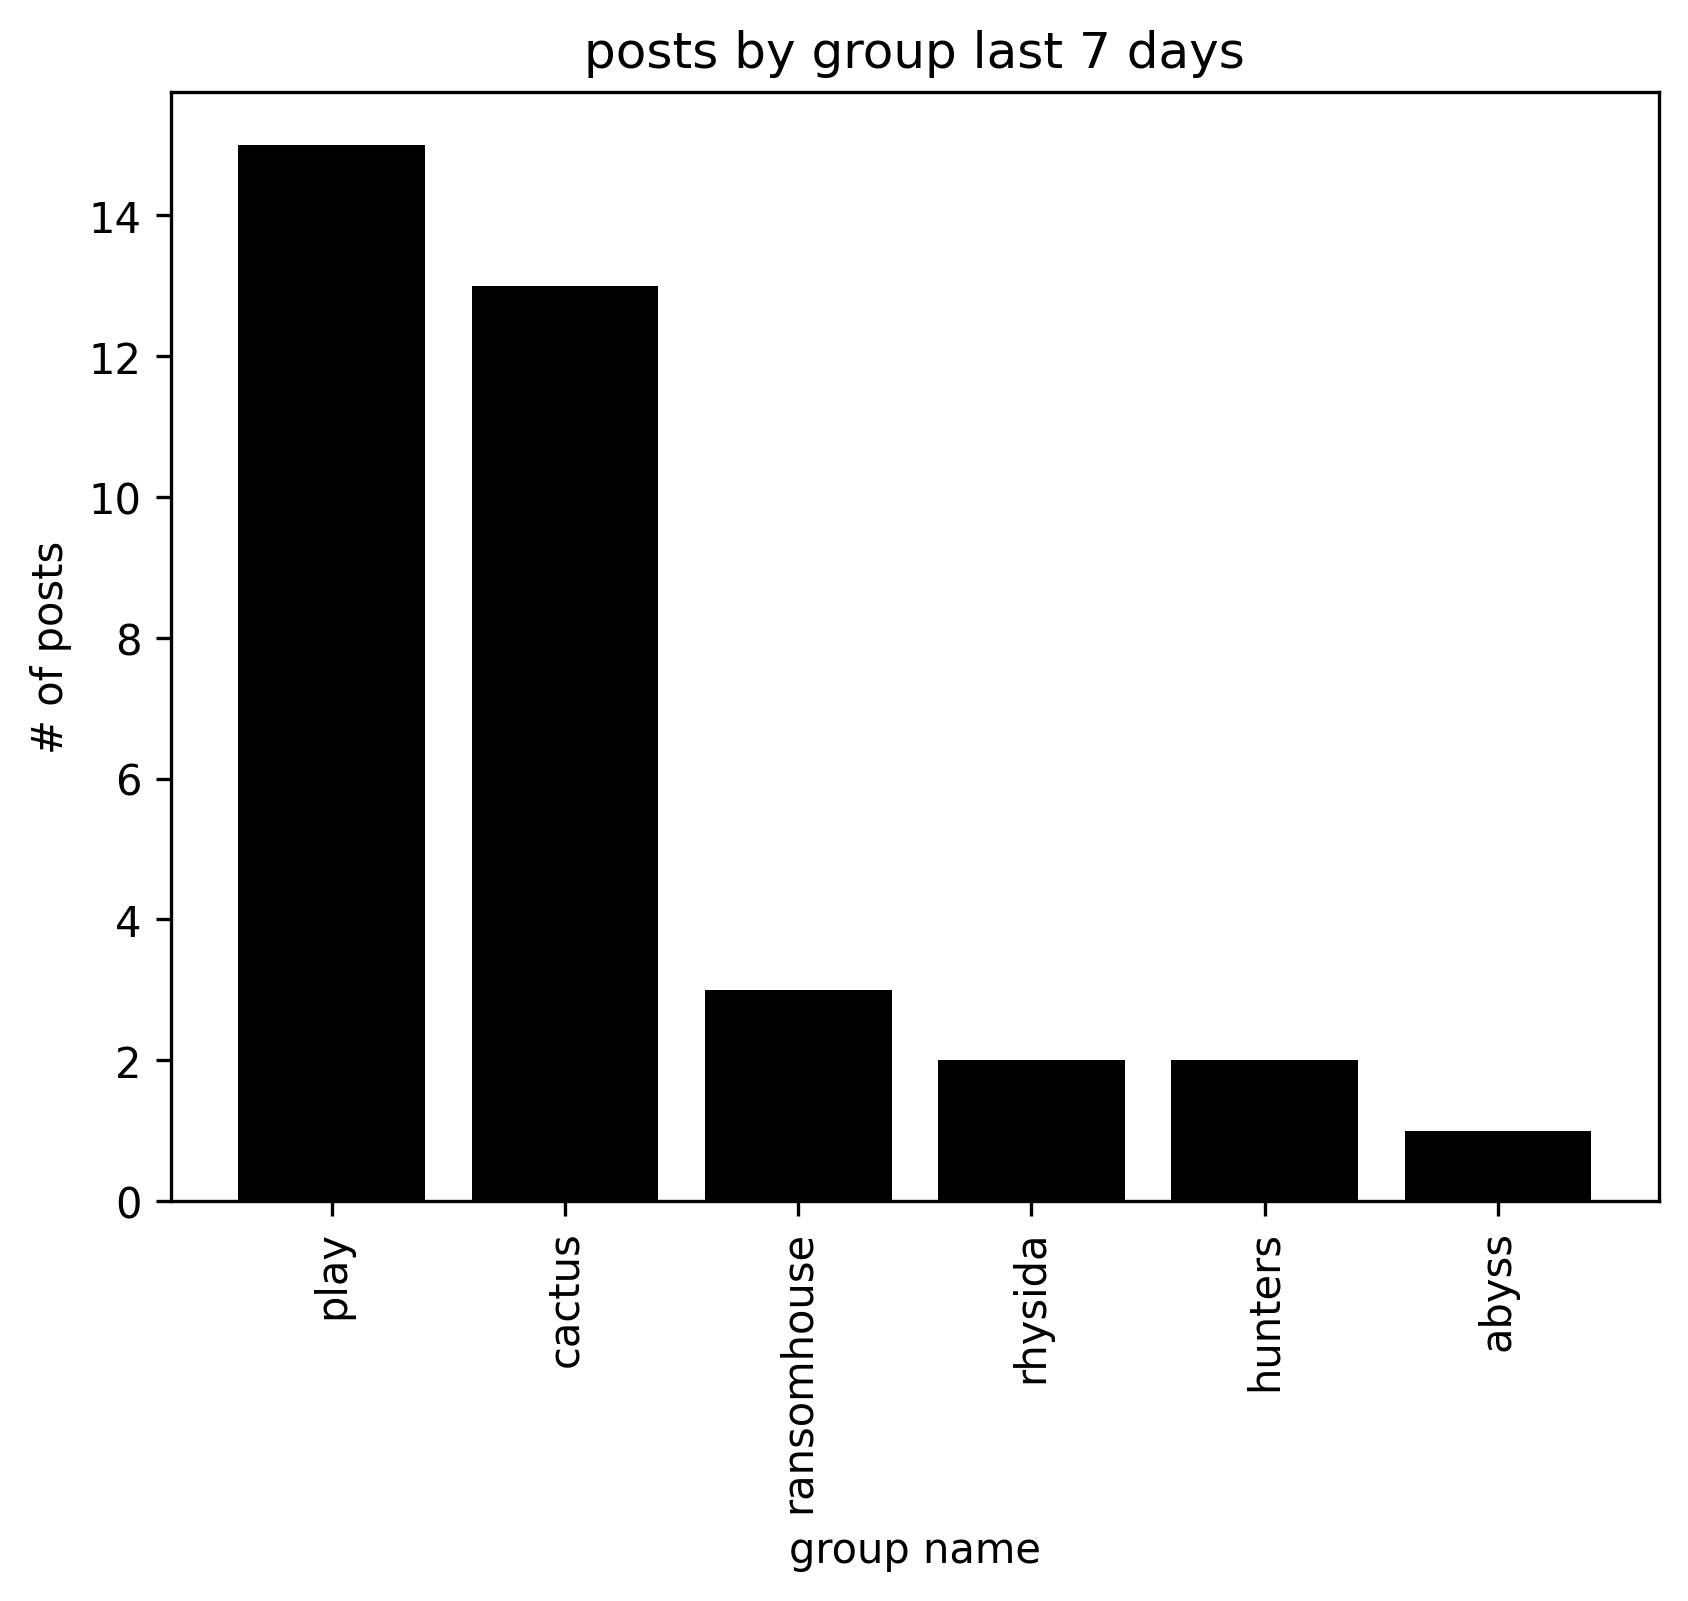 posts by group last 7 days
14
12
10
8
6
4
2
0
# of posts
play
cactus
ransomhouse
rhysida
hunters
abyss
group name